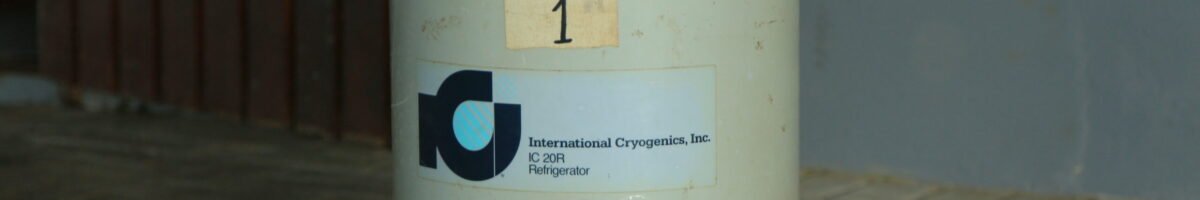 1
International Cryogenics, Inc.
IC 20R
Refrigerator